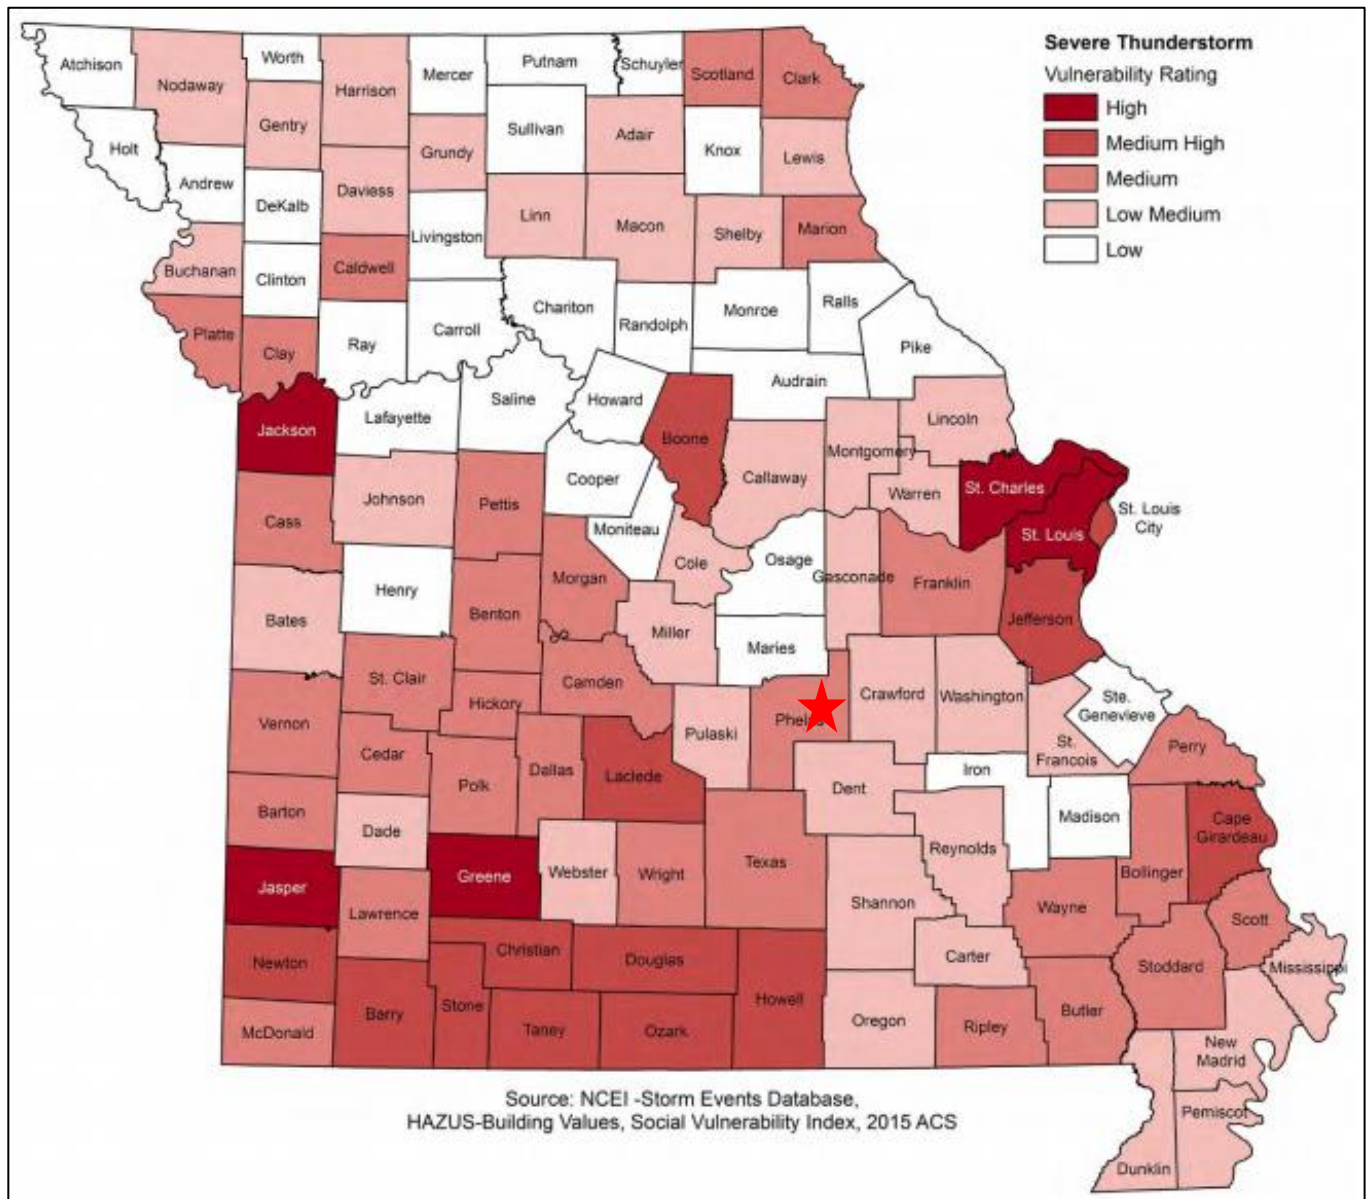 Severe Thunderstorm
Vulnerability Rating
High
Medium High
Medium
Low Medium
Low
Atchison
Nodaway
Worth
Harrison
Mercer
Putnam
Schuyler
Scotland
Clark
Holt
Andrew
Gentry
DeKalb
Daviess
Grundy
Sullivan
Adair
Knox
Lewis
Buchanan
Clinton
Caldwell
Livingston
Linn
Macon
Shelby
Marion
Platte
Clay
Ray
Carroll
Chariton
Randolph
Monroe
Ralls
Pike
Jackson
Lafayette
Saline
Howard
Boone
Audrain
Callaway
Montgomery
Lincoln
Warren
St. Charles
St. Louis
St. Louis
City
Cass
Johnson
Pettis
Cooper
Moniteau
Cole
Osage
Gasconade
Franklin
Jefferson
Bates
Henry
Benton
Morgan
Miller
Maries
Vernon
St. Clair
Hickory
Camden
Pulaski
Phelps
Crawford
Washington
St.
Francois
Ste.
Genevieve
Perry
Barton
Cedar
Polk
Dallas
Laclede
Dent
Iron
Madison
Reynolds
Bollinger
Cape
Girardeau
Jasper
Dade
Greene
Webster
Wright
Texas
Shannon
Wayne
Scott
Lawrence
Newton
Christian
Douglas
Howell
Carter
Stoddard
Mississippi
McDonald
Barry
Stone
Taney
Ozark
Oregon
Ripley
Butler
New
Madrid
Pemiscot
Dunklin
Source: NCEI -Storm Events Database,
HAZUS-Building Values, Social Vulnerability Index, 2015 ACS